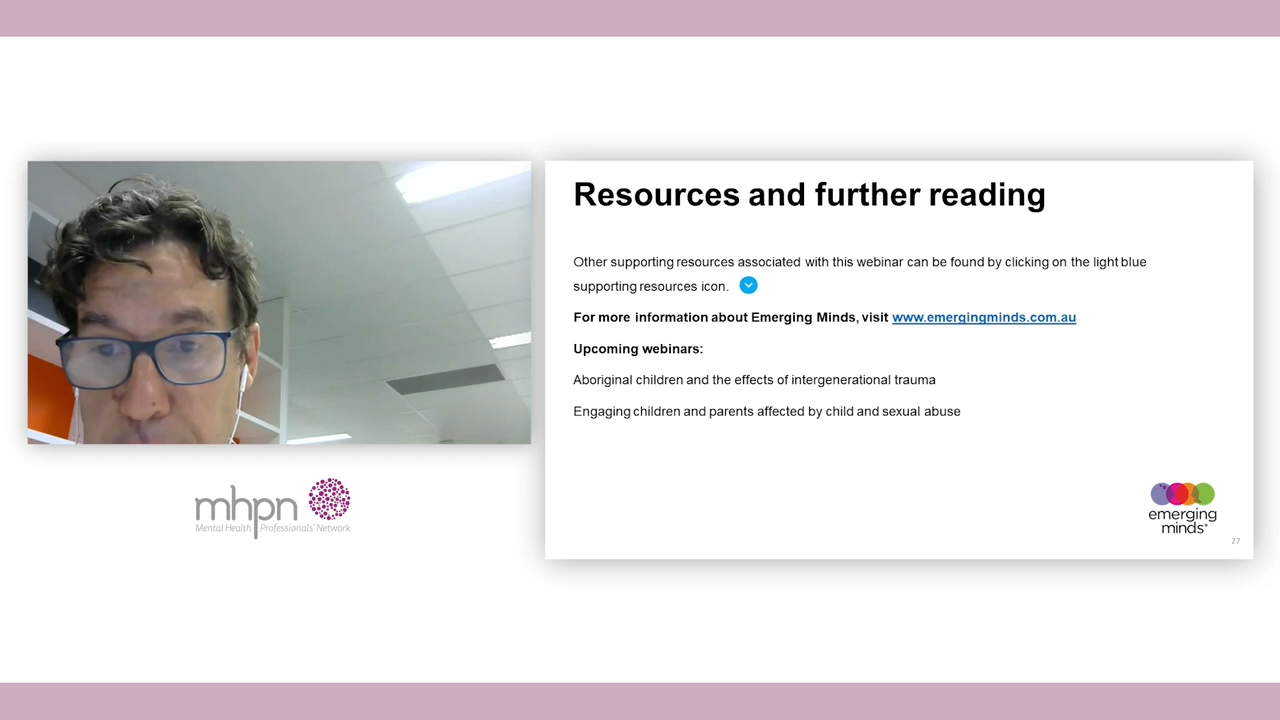 Resources and further reading
Other supporting resources associated with this webinar can be found by clicking on the light blue
supporting resources icon.
For more information about Emerging Minds, visit www.emergingminds.com.au
Upcoming webinars:
Aboriginal children and the effects of intergenerational trauma
Engaging children and parents affected by child and sexual abuse
mhpn
Mental Health Professionals' Network
emerging
minds
27